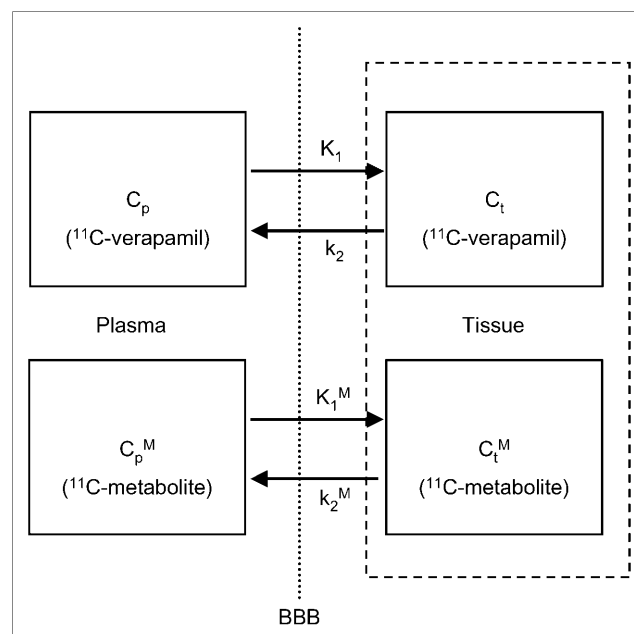 K₁
Cₚ
Cₜ
(¹¹C-verapamil)
(¹¹C-verapamil)
k₂
Plasma
Tissue
K₁ᴹ
Cₚᴹ
Cₜᴹ
(¹¹C-metabolite)
(¹¹C-metabolite)
k₂ᴹ
BBB